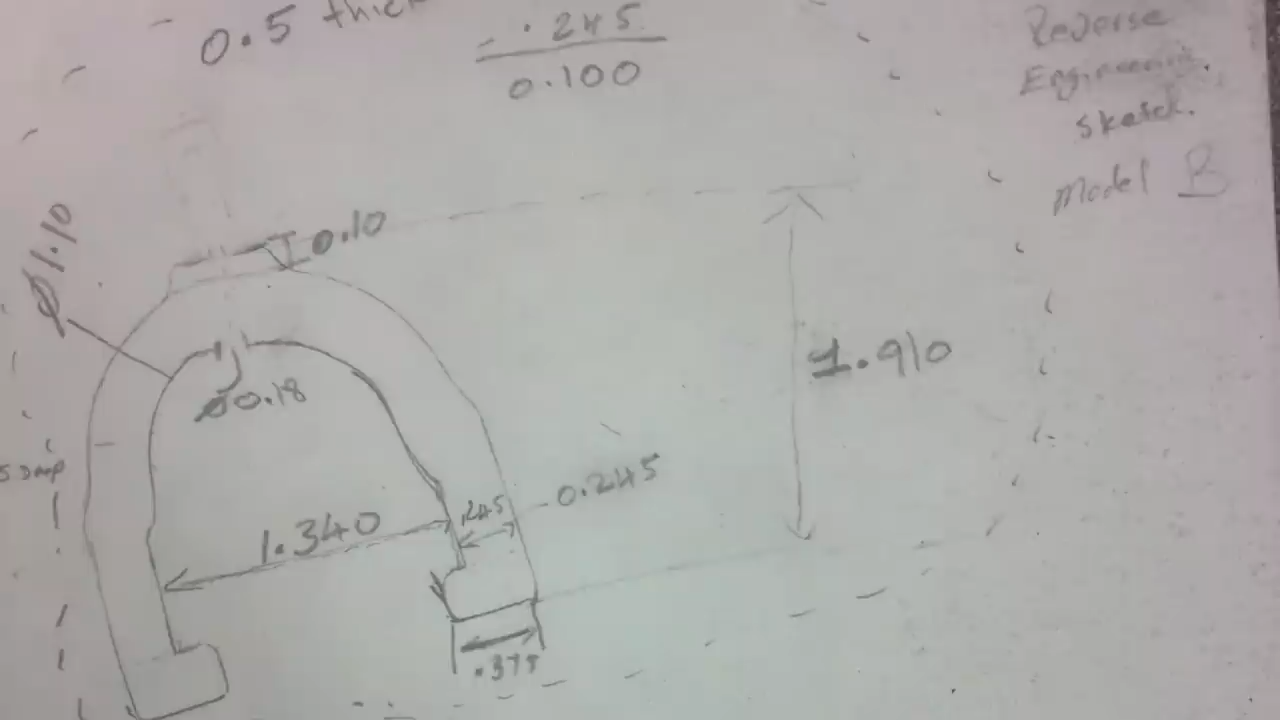 0.5 thick
- .245
0.100
Reverse
Engineering
Sketch.
Model B
0.10
Ø1.10
1.910
Ø0.18
0.245
.245
1.340
.375